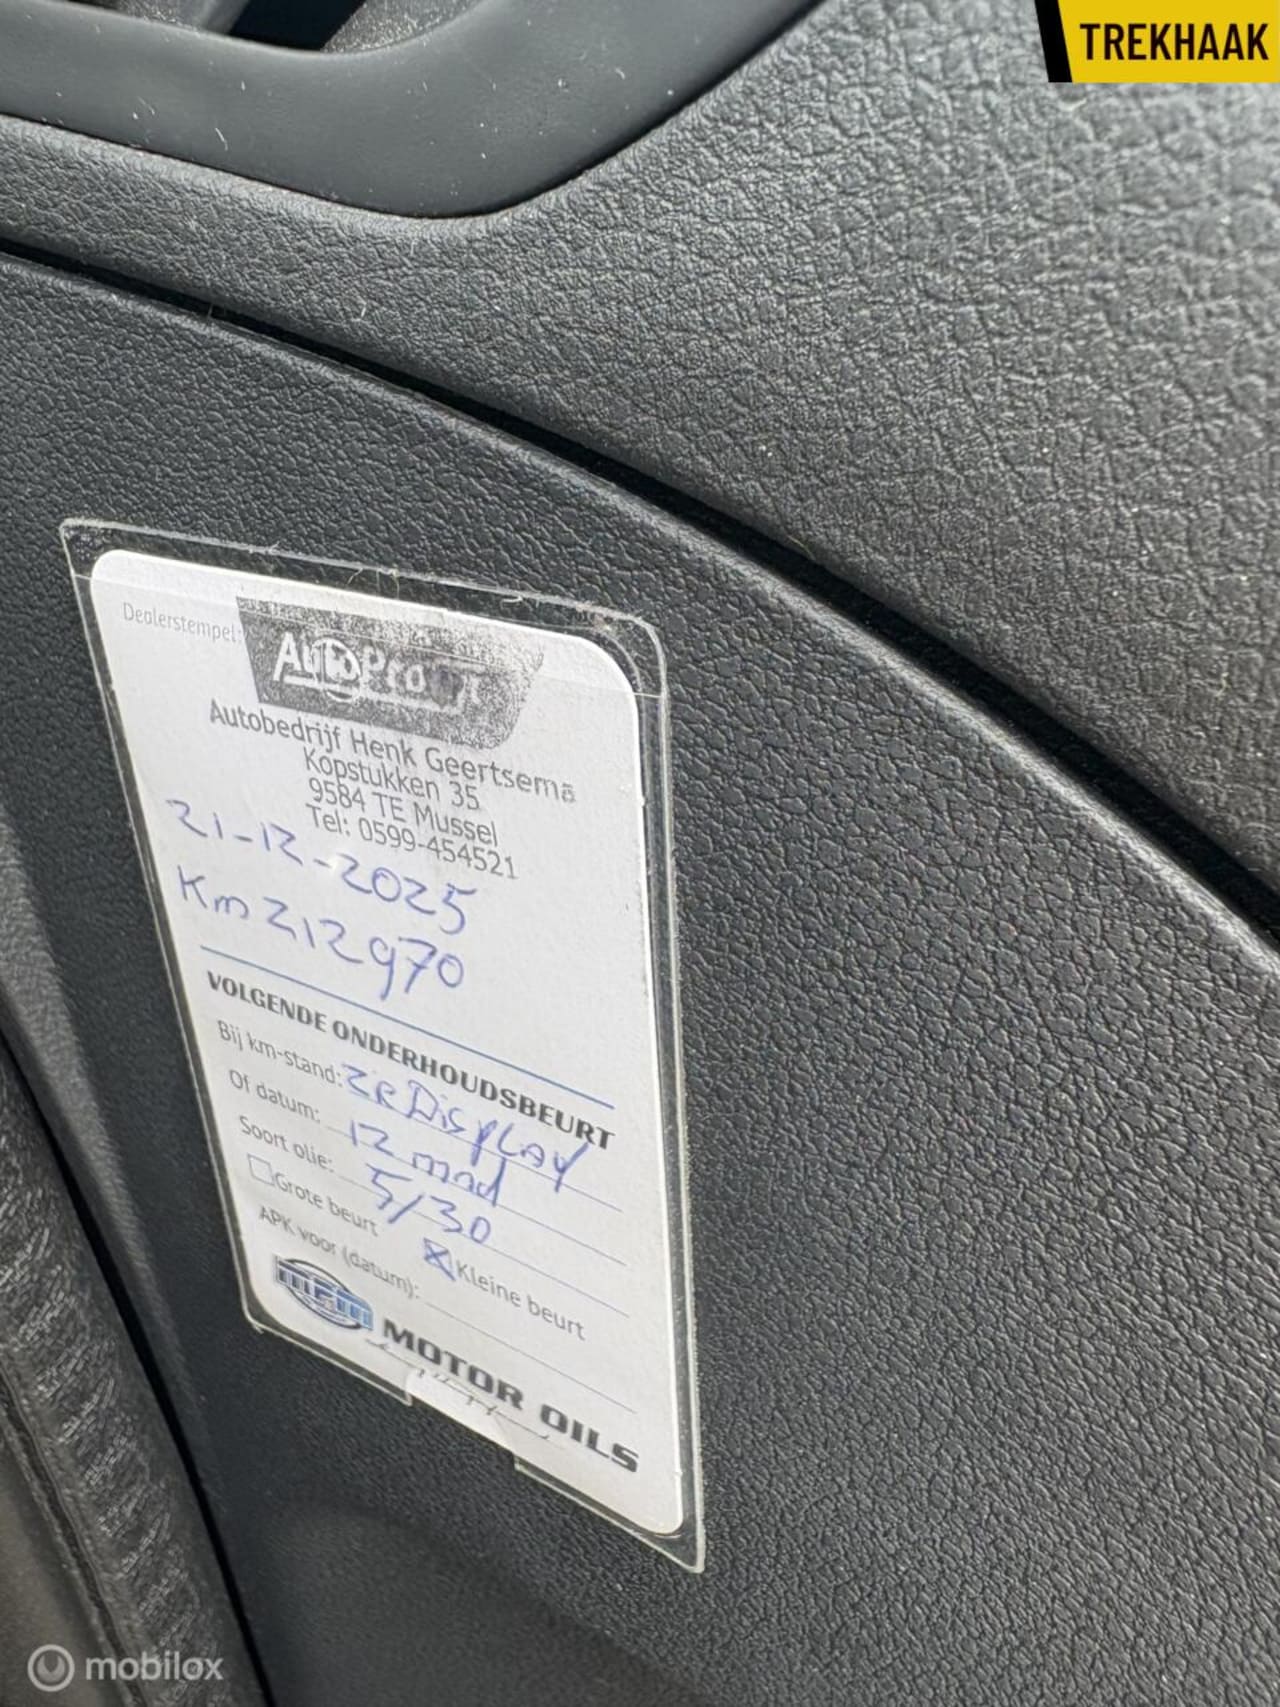 TREKHAAK
Dealerstempel:
AutoPro
Autobedrijf Henk Geertsema
Kopstukken 35
9584 TE Mussel
Tel: 0599-454521
21-12-2025
Km 212970
VOLGENDE ONDERHOUDSBEURT
Bij km-stand: ZR Display
Of datum: 12 mnd
Soort olie: 5/30
Grote beurt
Kleine beurt
APK voor (datum):
MOTOR OILS
mobilox